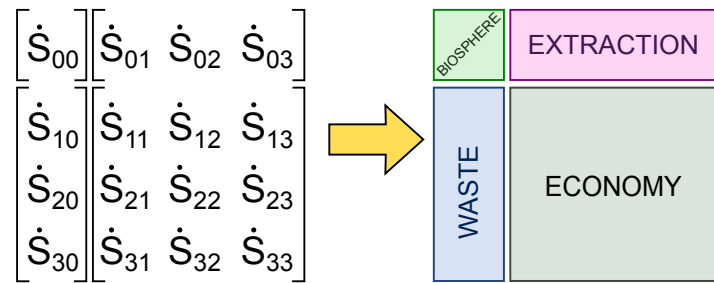 Ṡ₀₀ Ṡ₀₁ Ṡ₀₂ Ṡ₀₃
Ṡ₁₀ Ṡ₁₁ Ṡ₁₂ Ṡ₁₃
Ṡ₂₀ Ṡ₂₁ Ṡ₂₂ Ṡ₂₃
Ṡ₃₀ Ṡ₃₁ Ṡ₃₂ Ṡ₃₃
BIOSPHERE
EXTRACTION
WASTE
ECONOMY